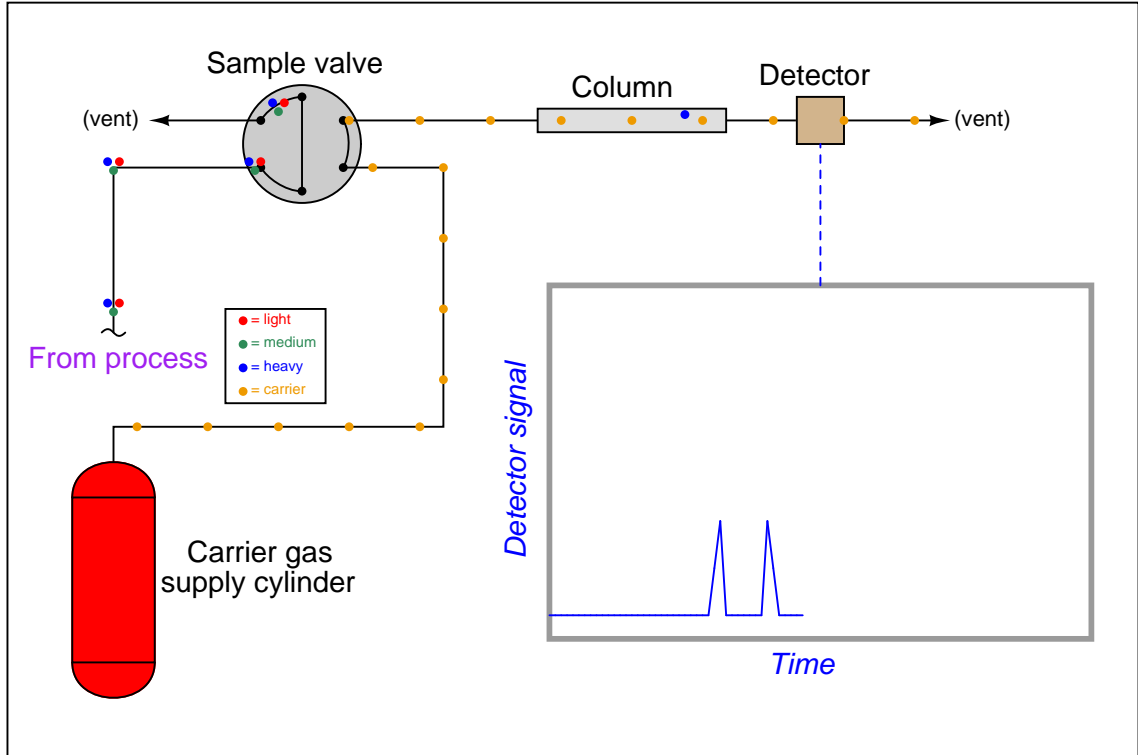 Sample valve
Column
Detector
(vent)
(vent)
= light
= medium
= heavy
= carrier
From process
Detector signal
Carrier gas
supply cylinder
Time